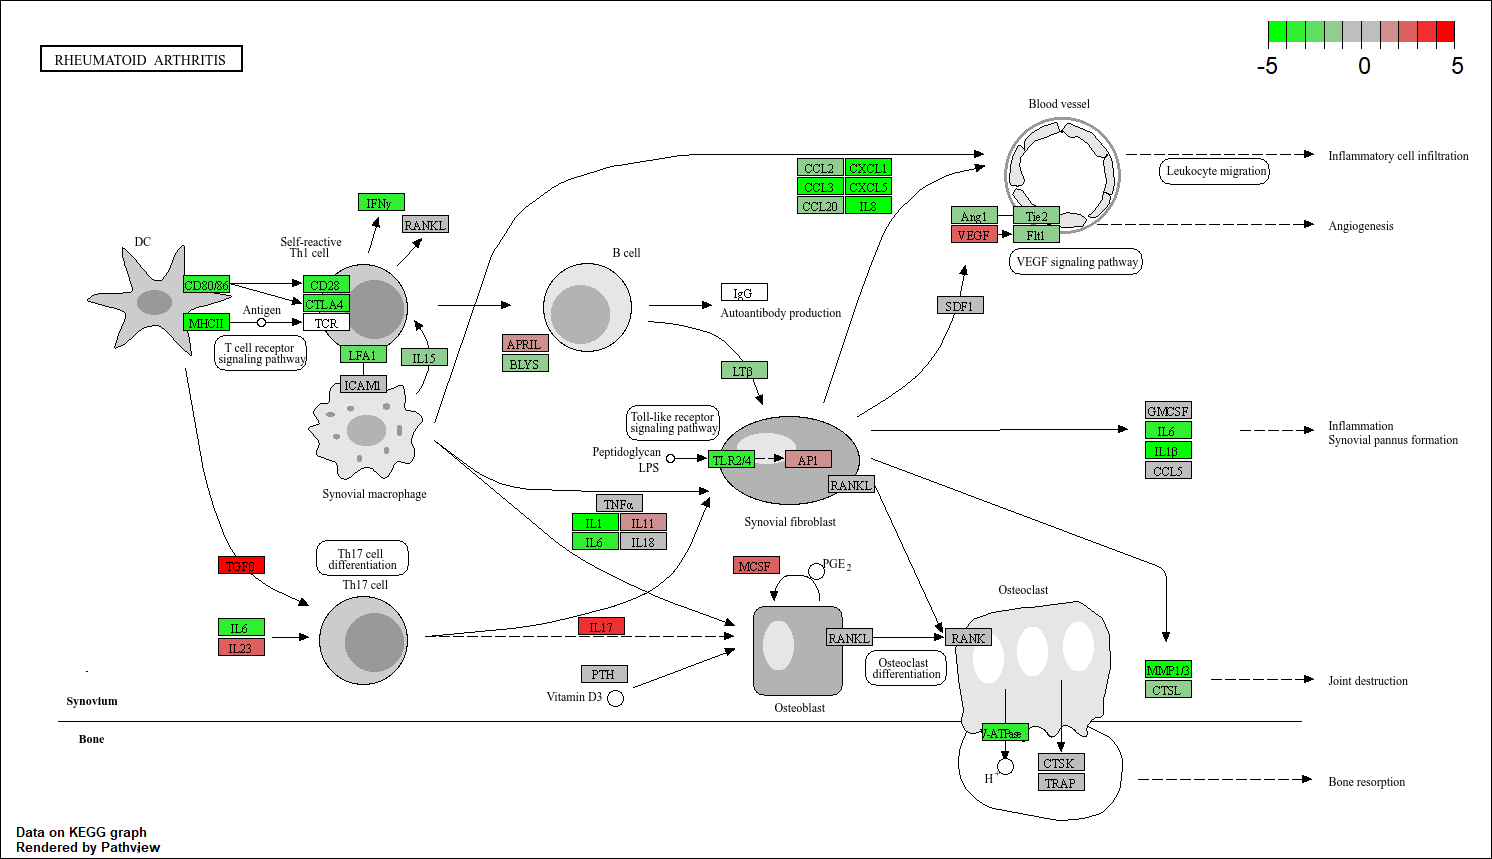 RHEUMATOID ARTHRITIS
-5 0 5
Blood vessel
Inflammatory cell infiltration
Leukocyte migration
CCL2 CXCL1
CCL3 CXCL5
CCL20 IL8
IFNγ
RANKL
Ang1 Tie2
VEGF Flt1
Angiogenesis
VEGF signaling pathway
DC
Self-reactive
Th1 cell
B cell
CD80/86 CD28
CTLA4
Antigen
MHCII TCR
T cell receptor
signaling pathway
IgG
Autoantibody production
SDF1
APRIL
BLYS
LFA1 IL15
ICAM1
LTβ
Toll-like receptor
signaling pathway
Peptidoglycan
LPS
TLR2/4 AP1
RANKL
Synovial fibroblast
GMCSF
IL6
IL1β
CCL5
Inflammation
Synovial pannus formation
Synovial macrophage
TNFα
IL1 IL11
IL6 IL18
TGFβ
Th17 cell
differentiation
Th17 cell
MCSF
PGE2
IL6
IL23
IL17
PTH
Vitamin D3
RANKL RANK
Osteoclast
differentiation
Osteoblast
Osteoclast
MMP1/3
CTSL
Joint destruction
Synovium
Bone
V-ATPase
H+
CTSK
TRAP
Bone resorption
Data on KEGG graph
Rendered by Pathview